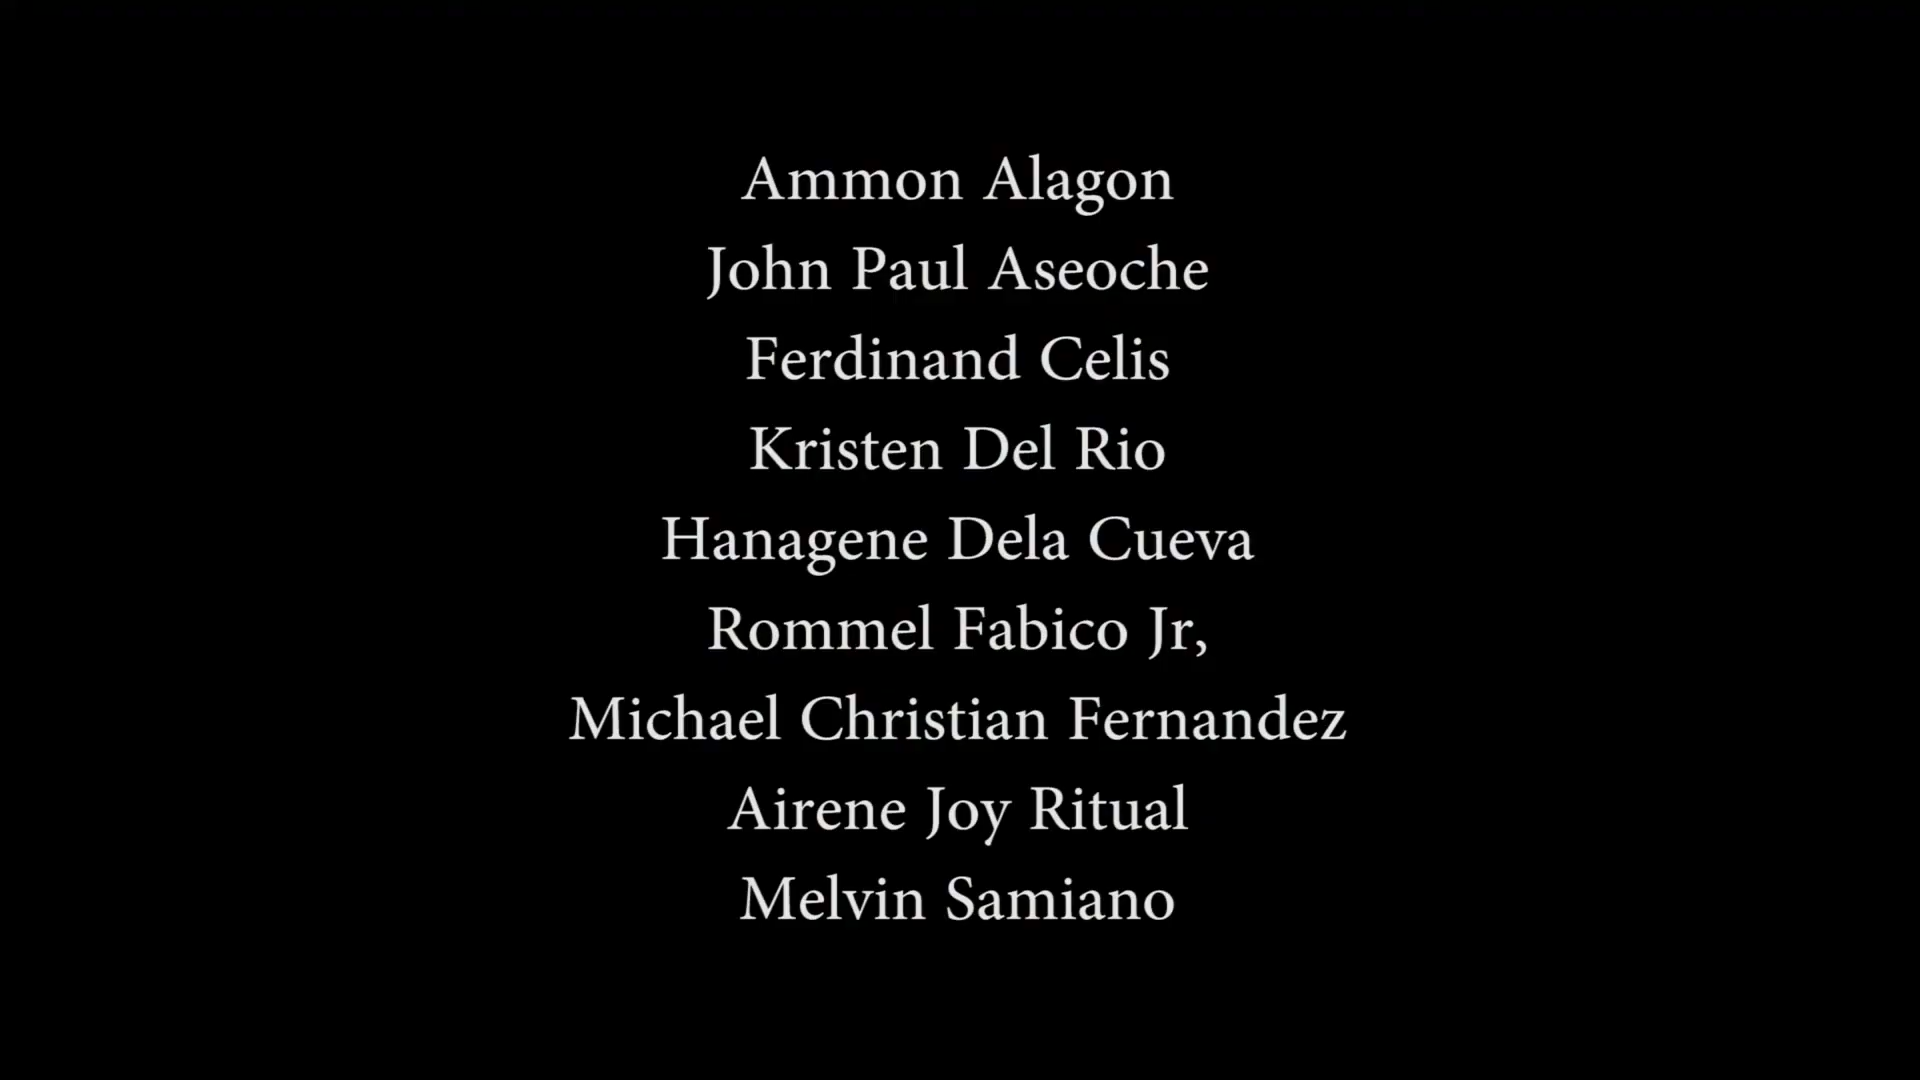 Ammon Alagon
John Paul Aseoche
Ferdinand Celis
Kristen Del Rio
Hanagene Dela Cueva
Rommel Fabico Jr,
Michael Christian Fernandez
Airene Joy Ritual
Melvin Samiano